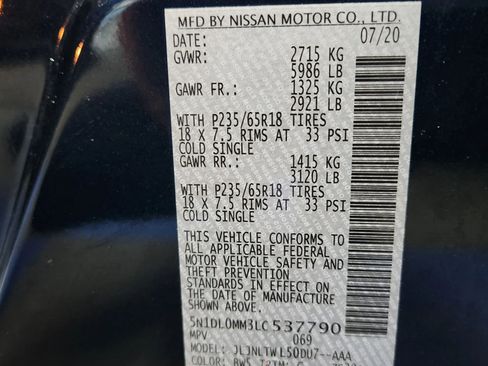 MFD BY NISSAN MOTOR CO., LTD.
DATE: 07/20
GVWR: 2715 KG
5986 LB
GAWR FR.: 1325 KG
2921 LB
WITH P235/65R18 TIRES
18 X 7.5 RIMS AT 33 PSI
COLD SINGLE
GAWR RR.: 1415 KG
3120 LB
WITH P235/65R18 TIRES
18 X 7.5 RIMS AT 33 PSI
COLD SINGLE
THIS VEHICLE CONFORMS TO
ALL APPLICABLE FEDERAL
MOTOR VEHICLE SAFETY AND
THEFT PREVENTION
STANDARDS IN EFFECT ON
THE DATE OF MANUFACTURE
SHOWN ABOVE.
5N1DL0MM3LC537790
MPV 069
MODEL: JLJNLTWL50DU7--AAA
COLOR: